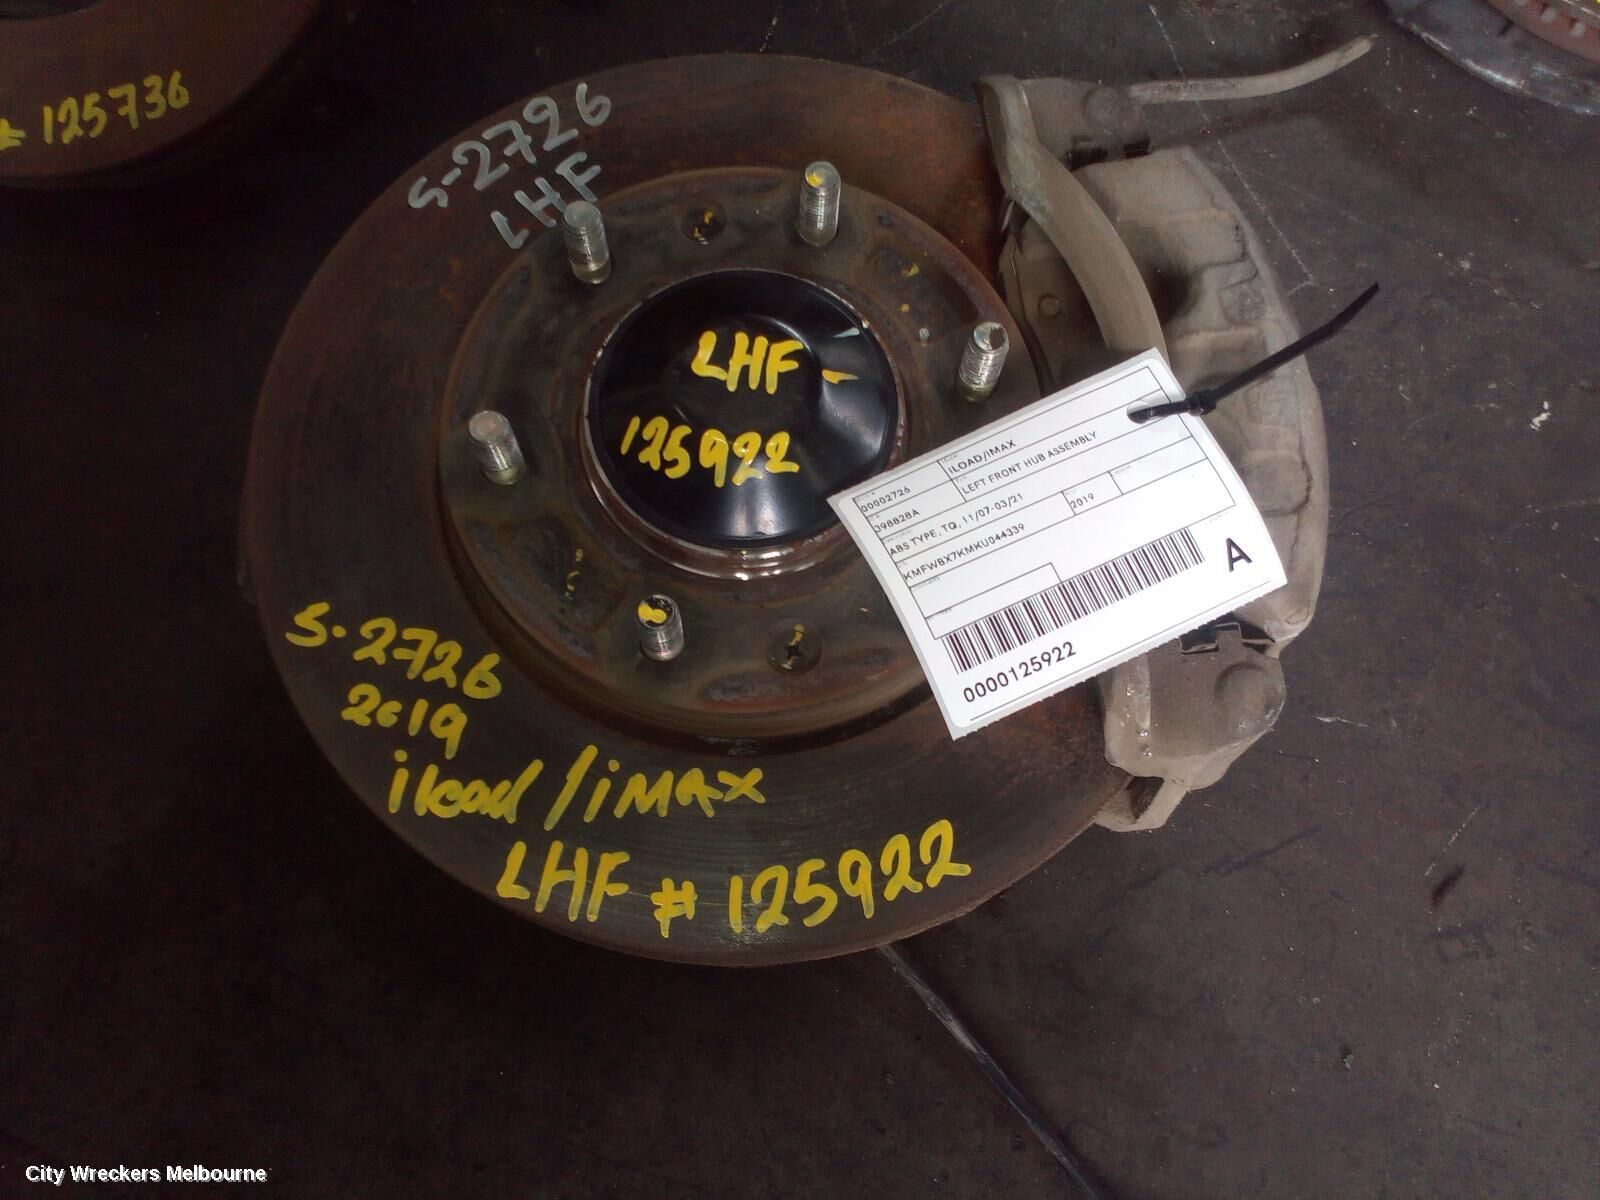 * 125736
S-2726
LHF
LHF -
125922
ILOAD/IMAX
00002726
LEFT FRONT HUB ASSEMBLY
J98828A
ABS TYPE, TQ, 11/07-03/21
2019
KMFWBX7KMKU044339
A
0000125922
S-2726
2019
iload/iMAX
LHF # 125922
City Wreckers Melbourne